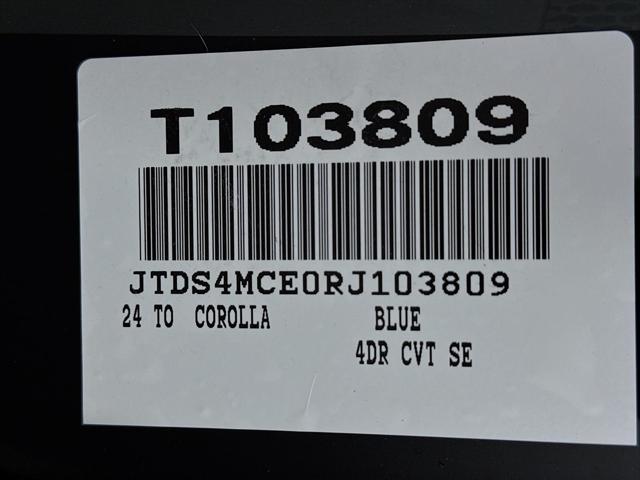 T103809
JTDS4MCE0RJ103809
24 TO COROLLA BLUE
4DR CVT SE